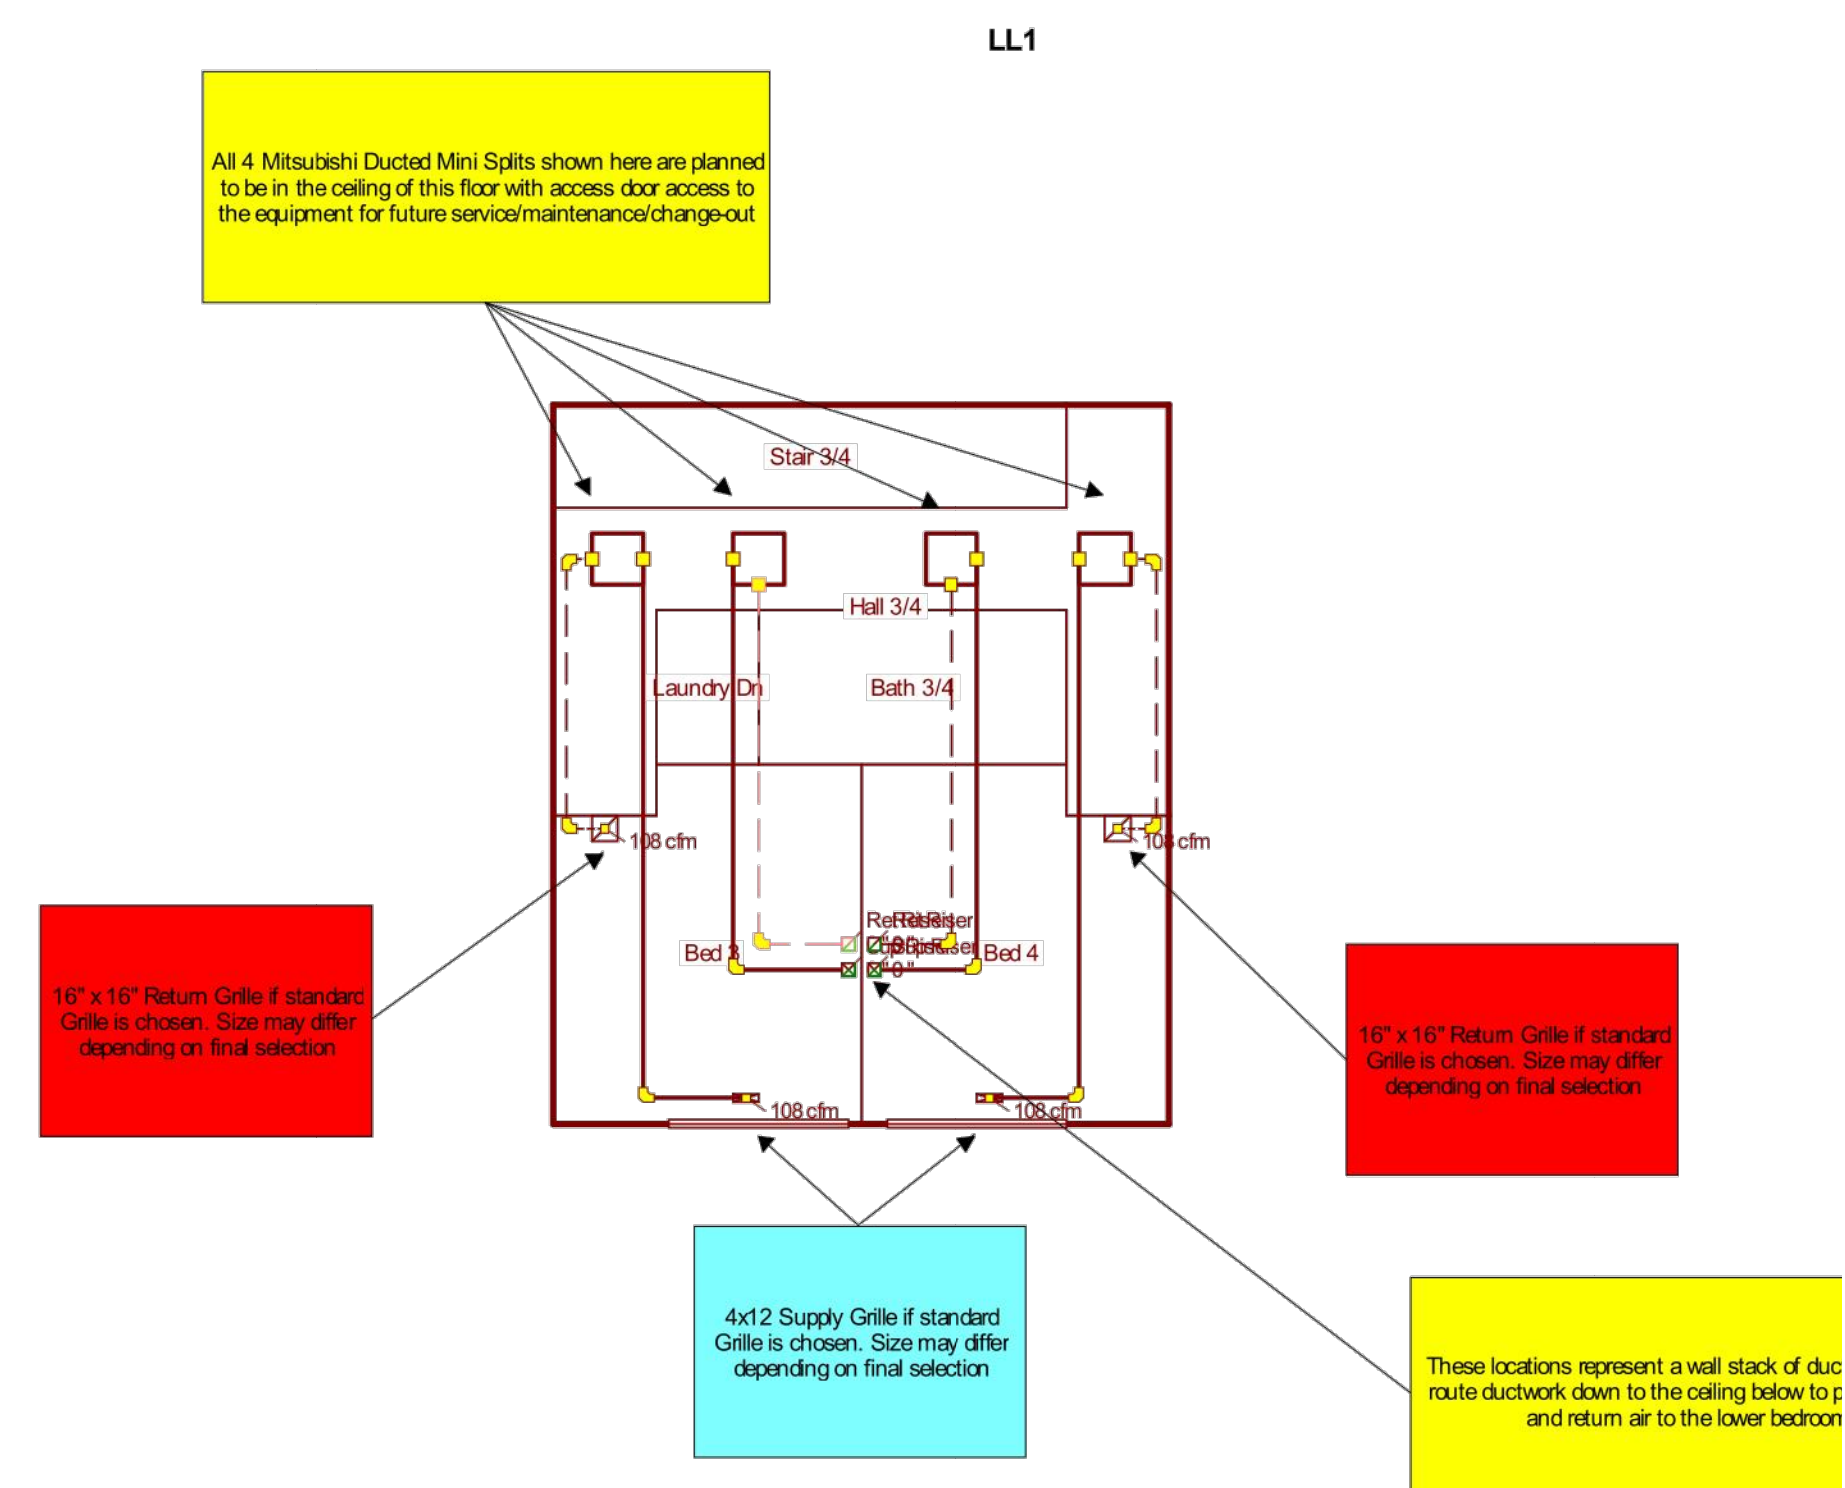 LL1
All 4 Mitsubishi Ducted Mini Splits shown here are planned
to be in the ceiling of this floor with access door access to
the equipment for future service/maintenance/change-out
Stair 3/4
Hall 3/4
Laundry Dn
Bath 3/4
108 cfm
108 cfm
Riser
Bed 3
Bed 4
0 "
108 cfm
108 cfm
16" x 16" Return Grille if standard
Grille is chosen. Size may differ
depending on final selection
16" x 16" Return Grille if standard
Grille is chosen. Size may differ
depending on final selection
4x12 Supply Grille if standard
Grille is chosen. Size may differ
depending on final selection
These locations represent a wall stack of duc
route ductwork down to the ceiling below to p
and return air to the lower bedroom